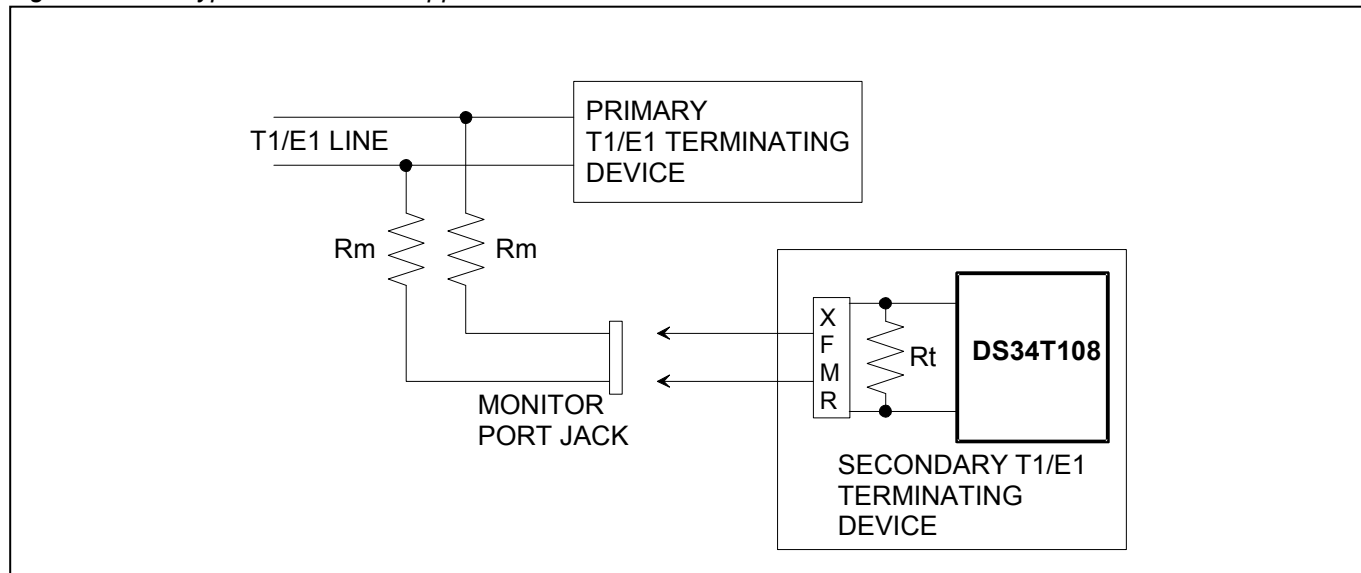 PRIMARY
T1/E1 TERMINATING
DEVICE
T1/E1 LINE
Rm
Rm
X
F
M
R
Rt
DS34T108
MONITOR
PORT JACK
SECONDARY T1/E1
TERMINATING
DEVICE